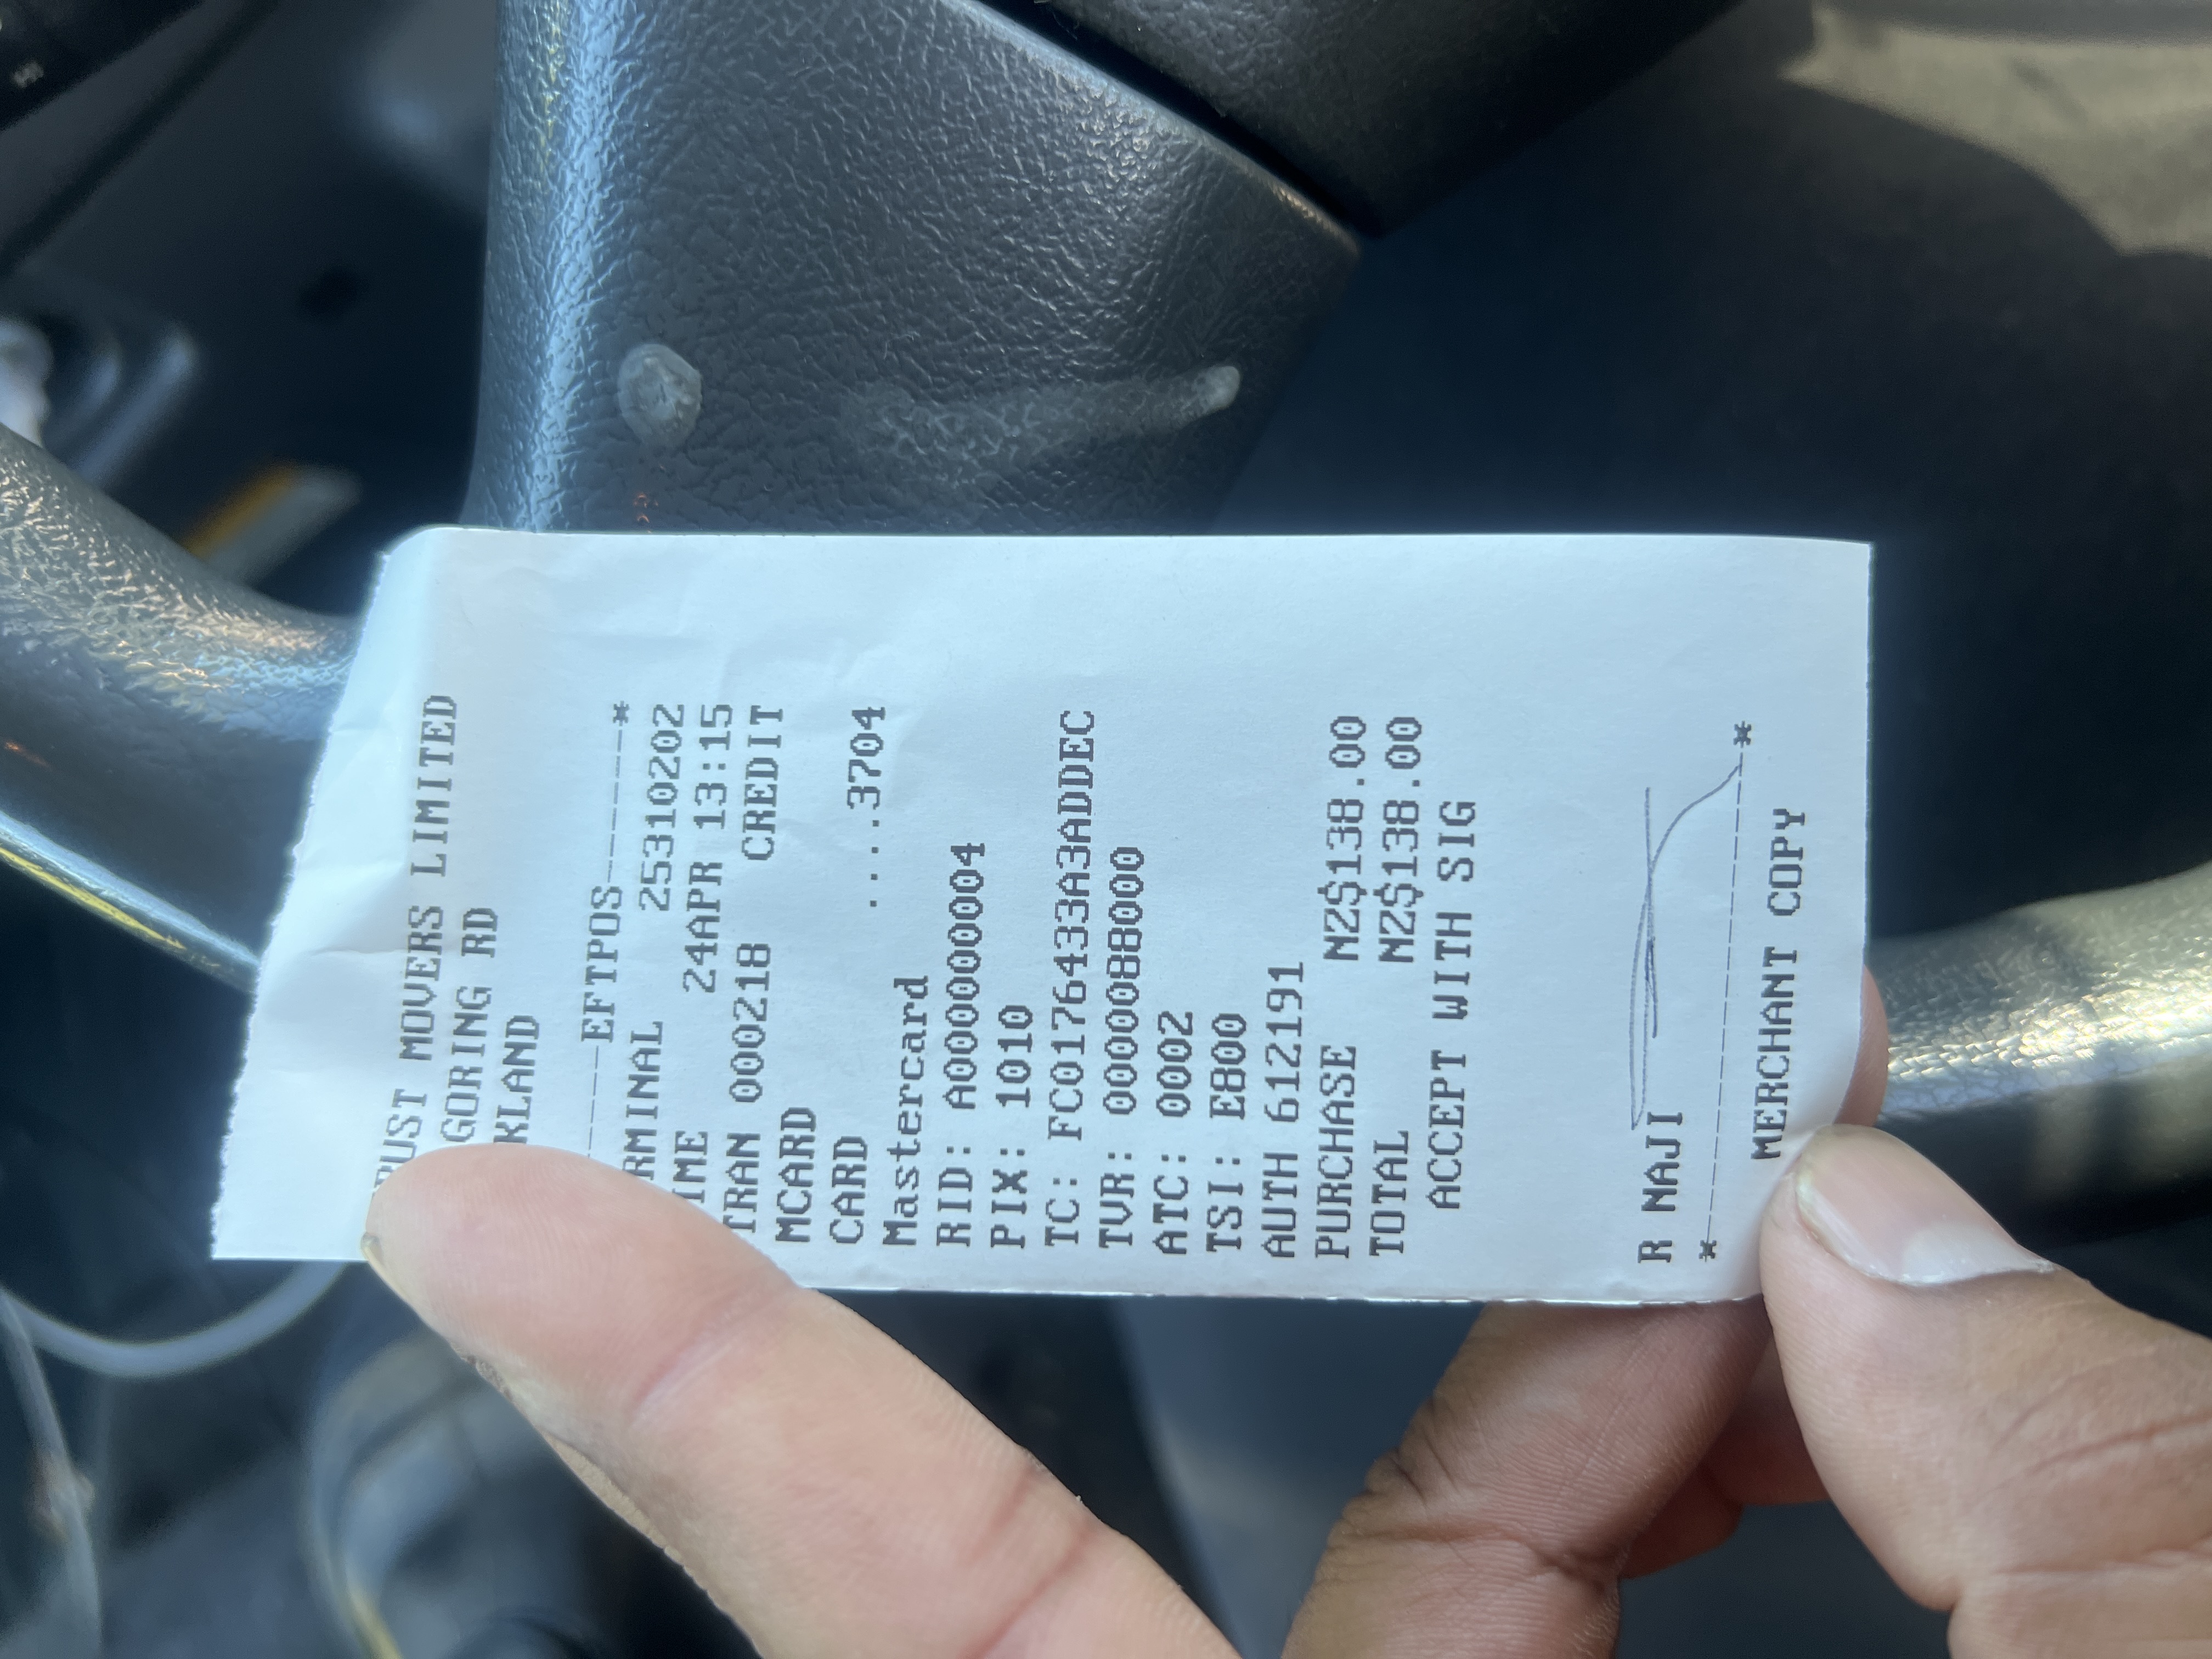 MOVERS LIMITED
GORING RD
-----EFTPOS-----*
25310202
24APR 13:15
TRAN 000218 CREDIT
MCARD
CARD ....3704
Mastercard
RID: A000000004
PIX: 1010
TC: FC0176433A3ADDEC
TVR: 0000088000
ATC: 0002
TSI: E800
AUTH 612191
PURCHASE NZ$138.00
TOTAL NZ$138.00
ACCEPT WITH SIG
R NAJI
*----------------------*
MERCHANT COPY